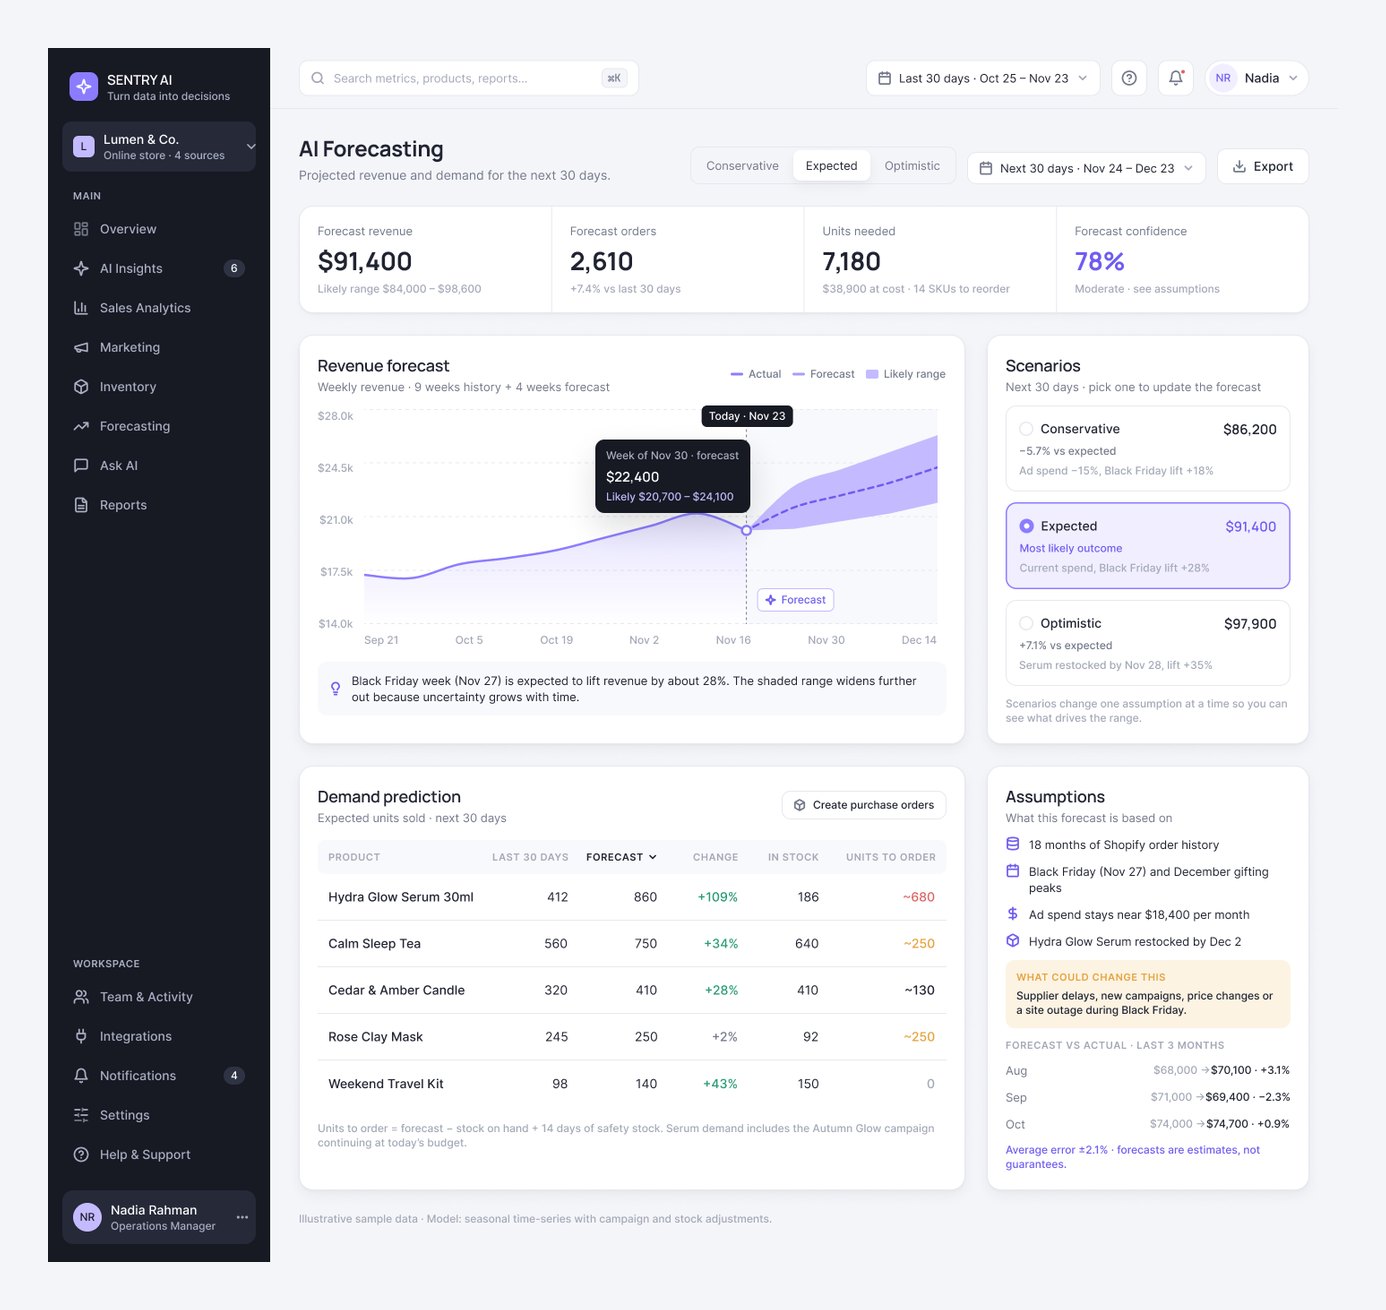 SENTRY AI
Turn data into decisions
L
Lumen & Co.
Online store · 4 sources
MAIN
Overview
AI Insights
6
Sales Analytics
Marketing
Inventory
Forecasting
Ask AI
Reports
WORKSPACE
Team & Activity
Integrations
Notifications
4
Settings
Help & Support
NR
Nadia Rahman
Operations Manager
Search metrics, products, reports...
⌘K
Last 30 days · Oct 25 – Nov 23
NR
Nadia
AI Forecasting
Projected revenue and demand for the next 30 days.
Conservative
Expected
Optimistic
Next 30 days · Nov 24 – Dec 23
Export
Forecast revenue
$91,400
Likely range $84,000 – $98,600
Forecast orders
2,610
+7.4% vs last 30 days
Units needed
7,180
$38,900 at cost · 14 SKUs to reorder
Forecast confidence
78%
Moderate · see assumptions
Revenue forecast
Weekly revenue · 9 weeks history + 4 weeks forecast
Actual
Forecast
Likely range
$28.0k
$24.5k
$21.0k
$17.5k
$14.0k
Today · Nov 23
Week of Nov 30 · forecast
$22,400
Likely $20,700 – $24,100
Forecast
Sep 21
Oct 5
Oct 19
Nov 2
Nov 16
Nov 30
Dec 14
Black Friday week (Nov 27) is expected to lift revenue by about 28%. The shaded range widens further
out because uncertainty grows with time.
Scenarios
Next 30 days · pick one to update the forecast
Conservative
$86,200
−5.7% vs expected
Ad spend −15%, Black Friday lift +18%
Expected
$91,400
Most likely outcome
Current spend, Black Friday lift +28%
Optimistic
$97,900
+7.1% vs expected
Serum restocked by Nov 28, lift +35%
Scenarios change one assumption at a time so you can
see what drives the range.
Demand prediction
Expected units sold · next 30 days
Create purchase orders
PRODUCT LAST 30 DAYS FORECAST CHANGE IN STOCK UNITS TO ORDER
Hydra Glow Serum 30ml 412 860 +109% 186 ~680
Calm Sleep Tea 560 750 +34% 640 ~250
Cedar & Amber Candle 320 410 +28% 410 ~130
Rose Clay Mask 245 250 +2% 92 ~250
Weekend Travel Kit 98 140 +43% 150 0
Units to order = forecast − stock on hand + 14 days of safety stock. Serum demand includes the Autumn Glow campaign
continuing at today's budget.
Assumptions
What this forecast is based on
18 months of Shopify order history
Black Friday (Nov 27) and December gifting
peaks
Ad spend stays near $18,400 per month
Hydra Glow Serum restocked by Dec 2
WHAT COULD CHANGE THIS
Supplier delays, new campaigns, price changes or
a site outage during Black Friday.
FORECAST VS ACTUAL · LAST 3 MONTHS
Aug $68,000 → $70,100 · +3.1%
Sep $71,000 → $69,400 · −2.3%
Oct $74,000 → $74,700 · +0.9%
Average error ±2.1% · forecasts are estimates, not
guarantees.
Illustrative sample data · Model: seasonal time-series with campaign and stock adjustments.